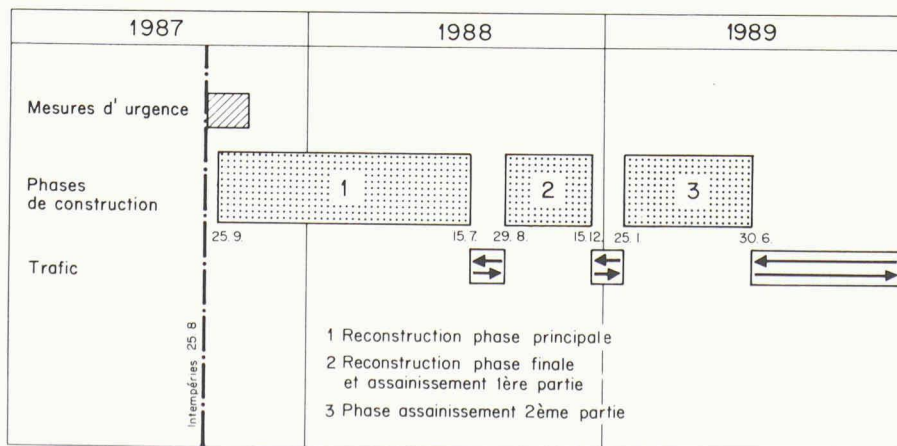 1987 1988 1989
Mesures d' urgence
Phases
de construction
1 2 3
25.9. 15.7. 29.8. 15.12. 25.1. 30.6.
Trafic
Intempéries 25.8
1 Reconstruction phase principale
2 Reconstruction phase finale
et assainissement 1ère partie
3 Phase assainissement 2ème partie